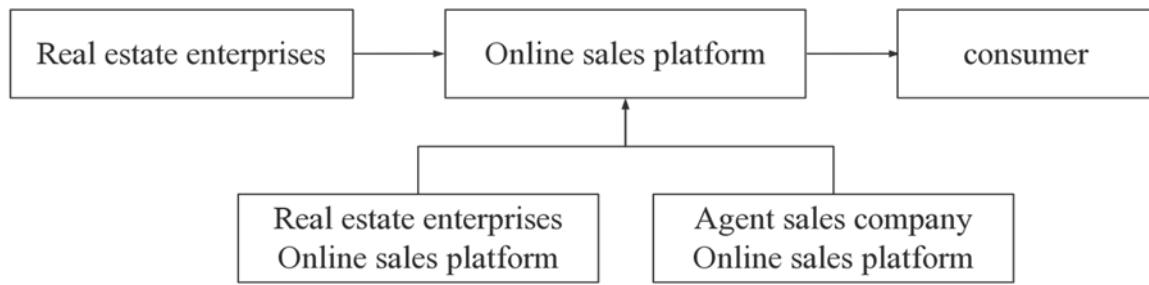 Real estate enterprises
Online sales platform
consumer
Real estate enterprises
Online sales platform
Agent sales company
Online sales platform